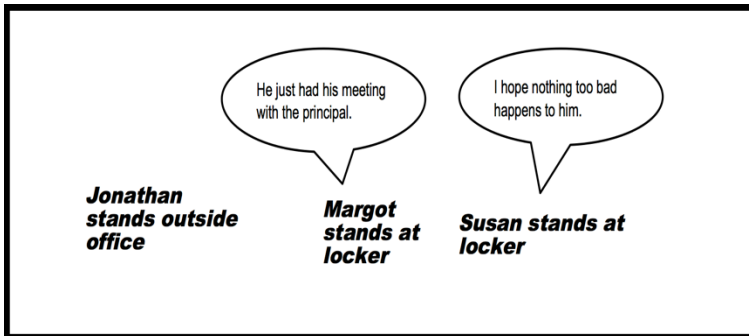 He just had his meeting
with the principal.
I hope nothing too bad
happens to him.
Jonathan
stands outside
office
Margot
stands at
locker
Susan stands at
locker